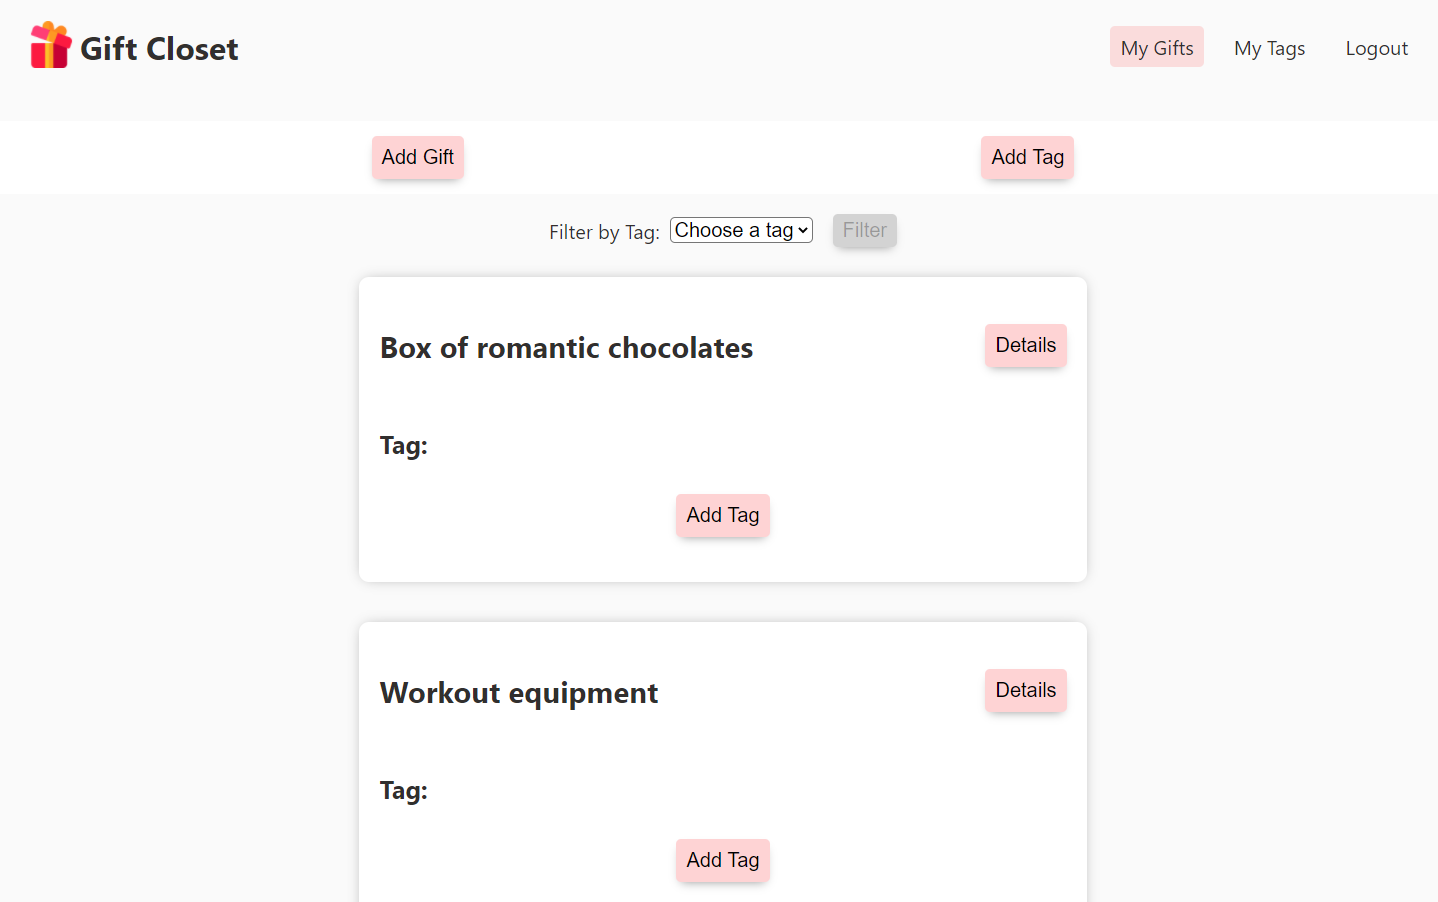 Gift Closet
My Gifts My Tags Logout
Add Gift Add Tag
Filter by Tag: Choose a tag Filter
Box of romantic chocolates Details
Tag:
Add Tag
Workout equipment Details
Tag:
Add Tag